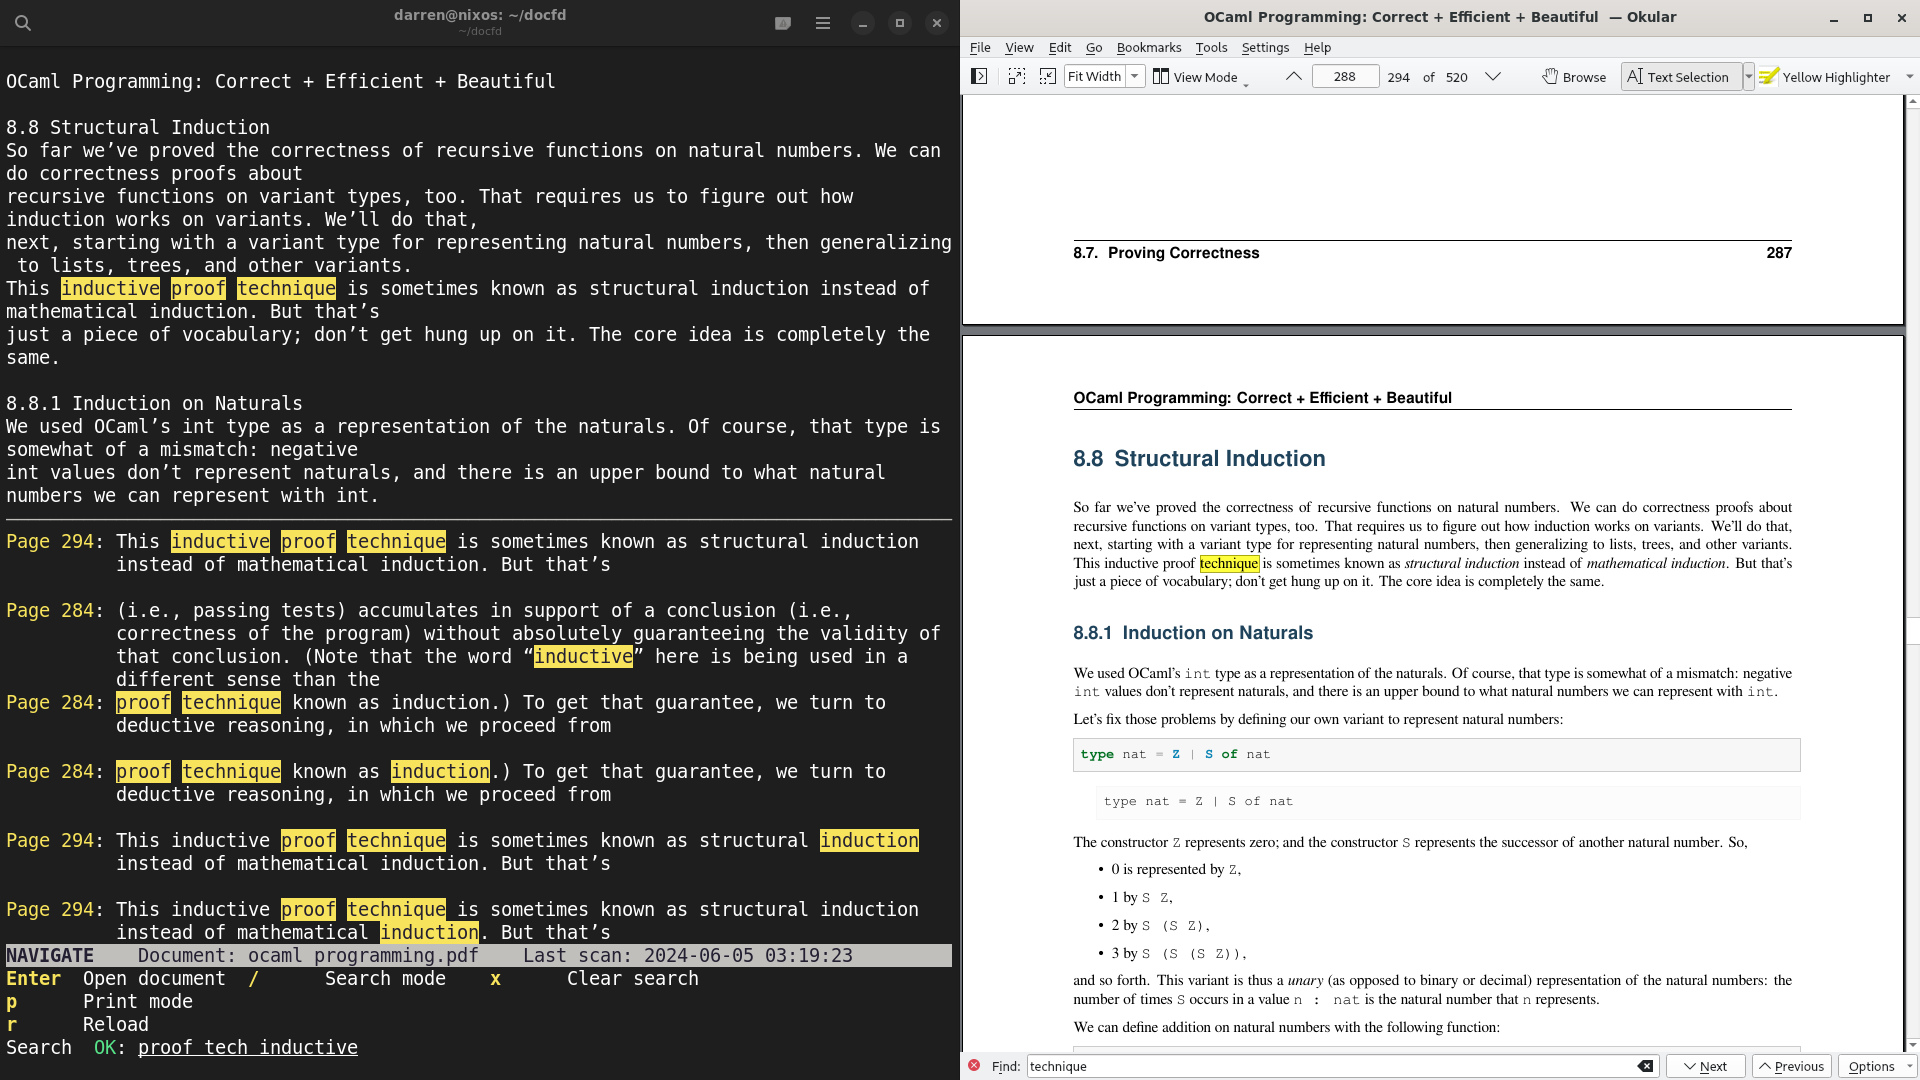 darren@nixos: ~/docfd
~/docfd
OCaml Programming: Correct + Efficient + Beautiful
8.8 Structural Induction
So far we’ve proved the correctness of recursive functions on natural numbers. We can
do correctness proofs about
recursive functions on variant types, too. That requires us to figure out how
induction works on variants. We’ll do that,
next, starting with a variant type for representing natural numbers, then generalizing
to lists, trees, and other variants.
This inductive proof technique is sometimes known as structural induction instead of
mathematical induction. But that’s
just a piece of vocabulary; don’t get hung up on it. The core idea is completely the
same.
8.8.1 Induction on Naturals
We used OCaml’s int type as a representation of the naturals. Of course, that type is
somewhat of a mismatch: negative
int values don’t represent naturals, and there is an upper bound to what natural
numbers we can represent with int.
Page 294: This inductive proof technique is sometimes known as structural induction
instead of mathematical induction. But that’s
Page 284: (i.e., passing tests) accumulates in support of a conclusion (i.e.,
correctness of the program) without absolutely guaranteeing the validity of
that conclusion. (Note that the word “inductive” here is being used in a
different sense than the
Page 284: proof technique known as induction.) To get that guarantee, we turn to
deductive reasoning, in which we proceed from
Page 284: proof technique known as induction.) To get that guarantee, we turn to
deductive reasoning, in which we proceed from
Page 294: This inductive proof technique is sometimes known as structural induction
instead of mathematical induction. But that’s
Page 294: This inductive proof technique is sometimes known as structural induction
instead of mathematical induction. But that’s
NAVIGATE Document: ocaml programming.pdf Last scan: 2024-06-05 03:19:23
Enter Open document / Search mode x Clear search
p Print mode
r Reload
Search OK: proof tech inductive
OCaml Programming: Correct + Efficient + Beautiful — Okular
File View Edit Go Bookmarks Tools Settings Help
Fit Width View Mode 288 294 of 520 Browse Text Selection Yellow Highlighter
8.7. Proving Correctness 287
OCaml Programming: Correct + Efficient + Beautiful
8.8 Structural Induction
So far we’ve proved the correctness of recursive functions on natural numbers. We can do correctness proofs about
recursive functions on variant types, too. That requires us to figure out how induction works on variants. We’ll do that,
next, starting with a variant type for representing natural numbers, then generalizing to lists, trees, and other variants.
This inductive proof technique is sometimes known as structural induction instead of mathematical induction. But that’s
just a piece of vocabulary; don’t get hung up on it. The core idea is completely the same.
8.8.1 Induction on Naturals
We used OCaml’s int type as a representation of the naturals. Of course, that type is somewhat of a mismatch: negative
int values don’t represent naturals, and there is an upper bound to what natural numbers we can represent with int.
Let’s fix those problems by defining our own variant to represent natural numbers:
type nat = Z | S of nat
type nat = Z | S of nat
The constructor Z represents zero; and the constructor S represents the successor of another natural number. So,
• 0 is represented by Z,
• 1 by S Z,
• 2 by S (S Z),
• 3 by S (S (S Z)),
and so forth. This variant is thus a unary (as opposed to binary or decimal) representation of the natural numbers: the
number of times S occurs in a value n : nat is the natural number that n represents.
We can define addition on natural numbers with the following function:
Find: technique Next Previous Options